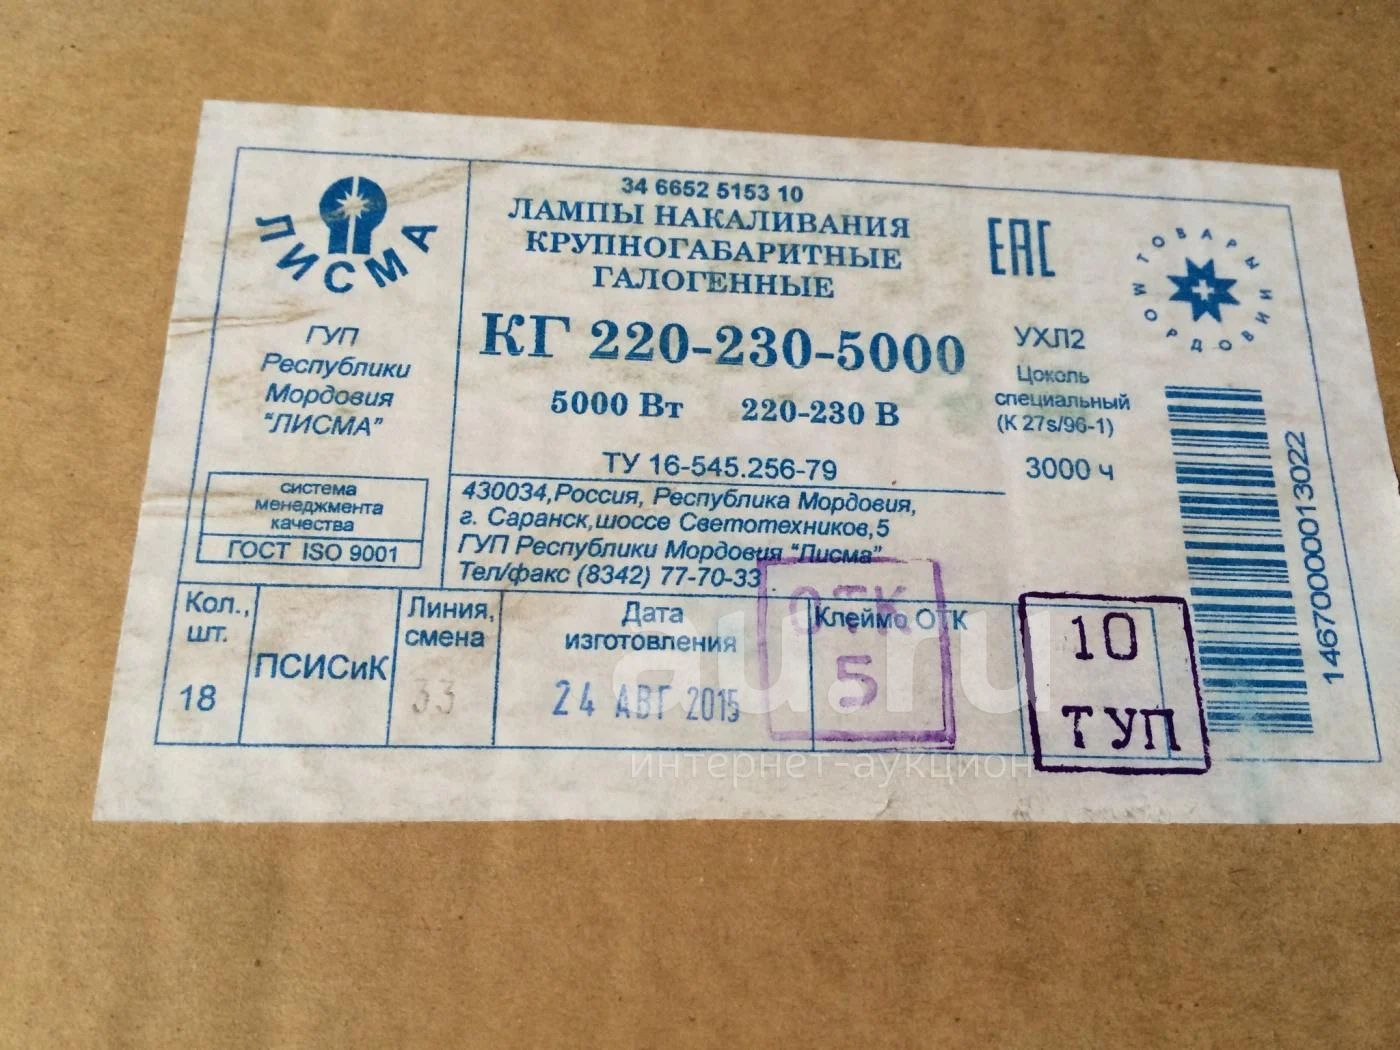 ЛИСМА
ГУП
Республики
Мордовия
"ЛИСМА"
система
менеджмента
качества
ГОСТ ISO 9001
34 6652 5153 10
ЛАМПЫ НАКАЛИВАНИЯ
КРУПНОГАБАРИТНЫЕ
ГАЛОГЕННЫЕ
КГ 220-230-5000
5000 Вт 220-230 В
ТУ 16-545.256-79
EAC
УХЛ2
Цоколь
специальный
(К 27s/96-1)
3000 ч
ТОВАРЫ МОРДОВИИ
14670000013022
430034,Россия, Республика Мордовия,
г. Саранск,шоссе Светотехников,5
ГУП Республики Мордовия "Лисма"
Тел/факс (8342) 77-70-33
Кол.,
шт.
18
ПСИСиК
Линия,
смена
33
Дата
изготовления
24 АВГ 2015
Клеймо ОТК
ОТК
5
10
ТУП
au.ru
интернет-аукцион